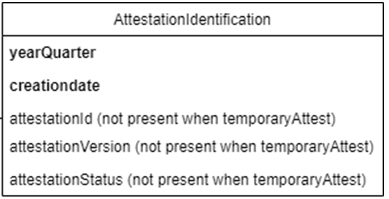 AttestationIdentification
yearQuarter
creationdate
attestationId (not present when temporaryAttest)
attestationVersion (not present when temporaryAttest)
attestationStatus (not present when temporaryAttest)